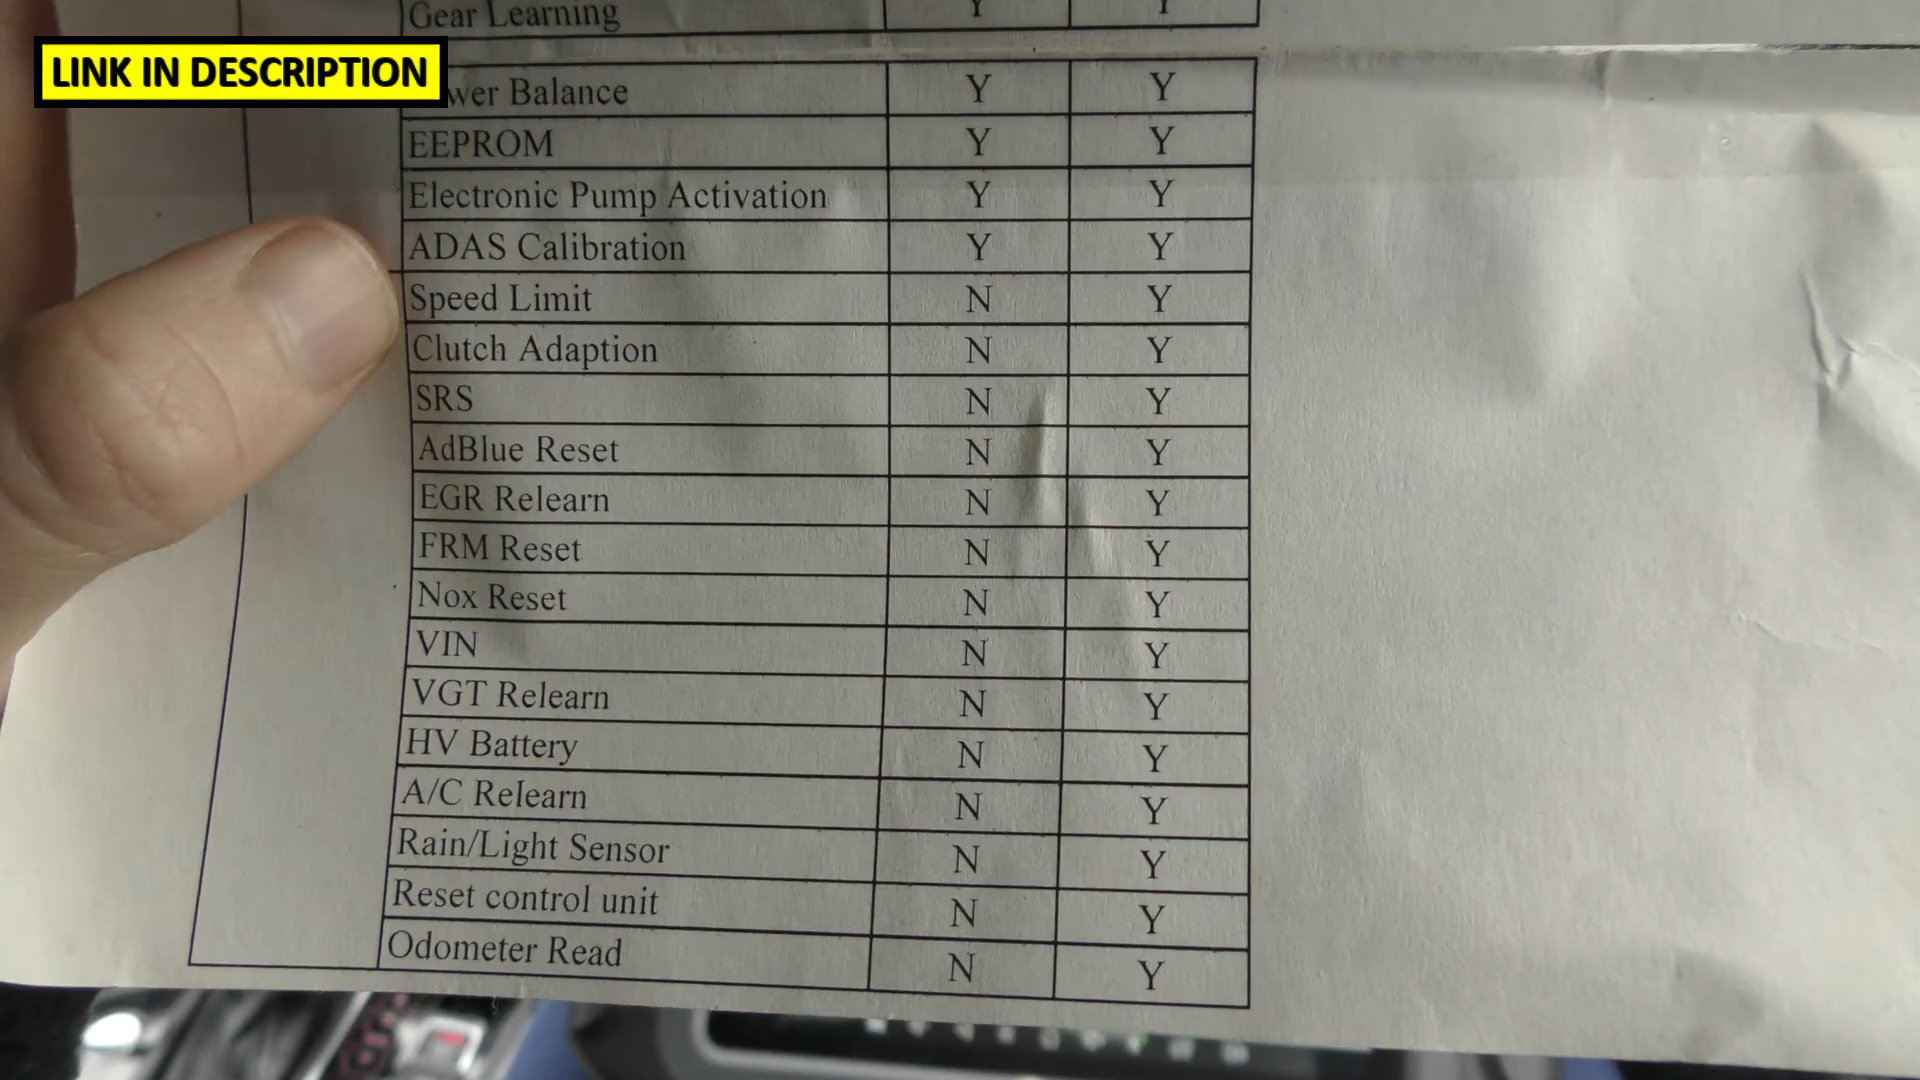 Gear Learning Y Y
LINK IN DESCRIPTION
wer Balance Y Y
EEPROM Y Y
Electronic Pump Activation Y Y
ADAS Calibration Y Y
Speed Limit N Y
Clutch Adaption N Y
SRS N Y
AdBlue Reset N Y
EGR Relearn N Y
FRM Reset N Y
Nox Reset N Y
VIN N Y
VGT Relearn N Y
HV Battery N Y
A/C Relearn N Y
Rain/Light Sensor N Y
Reset control unit N Y
Odometer Read N Y